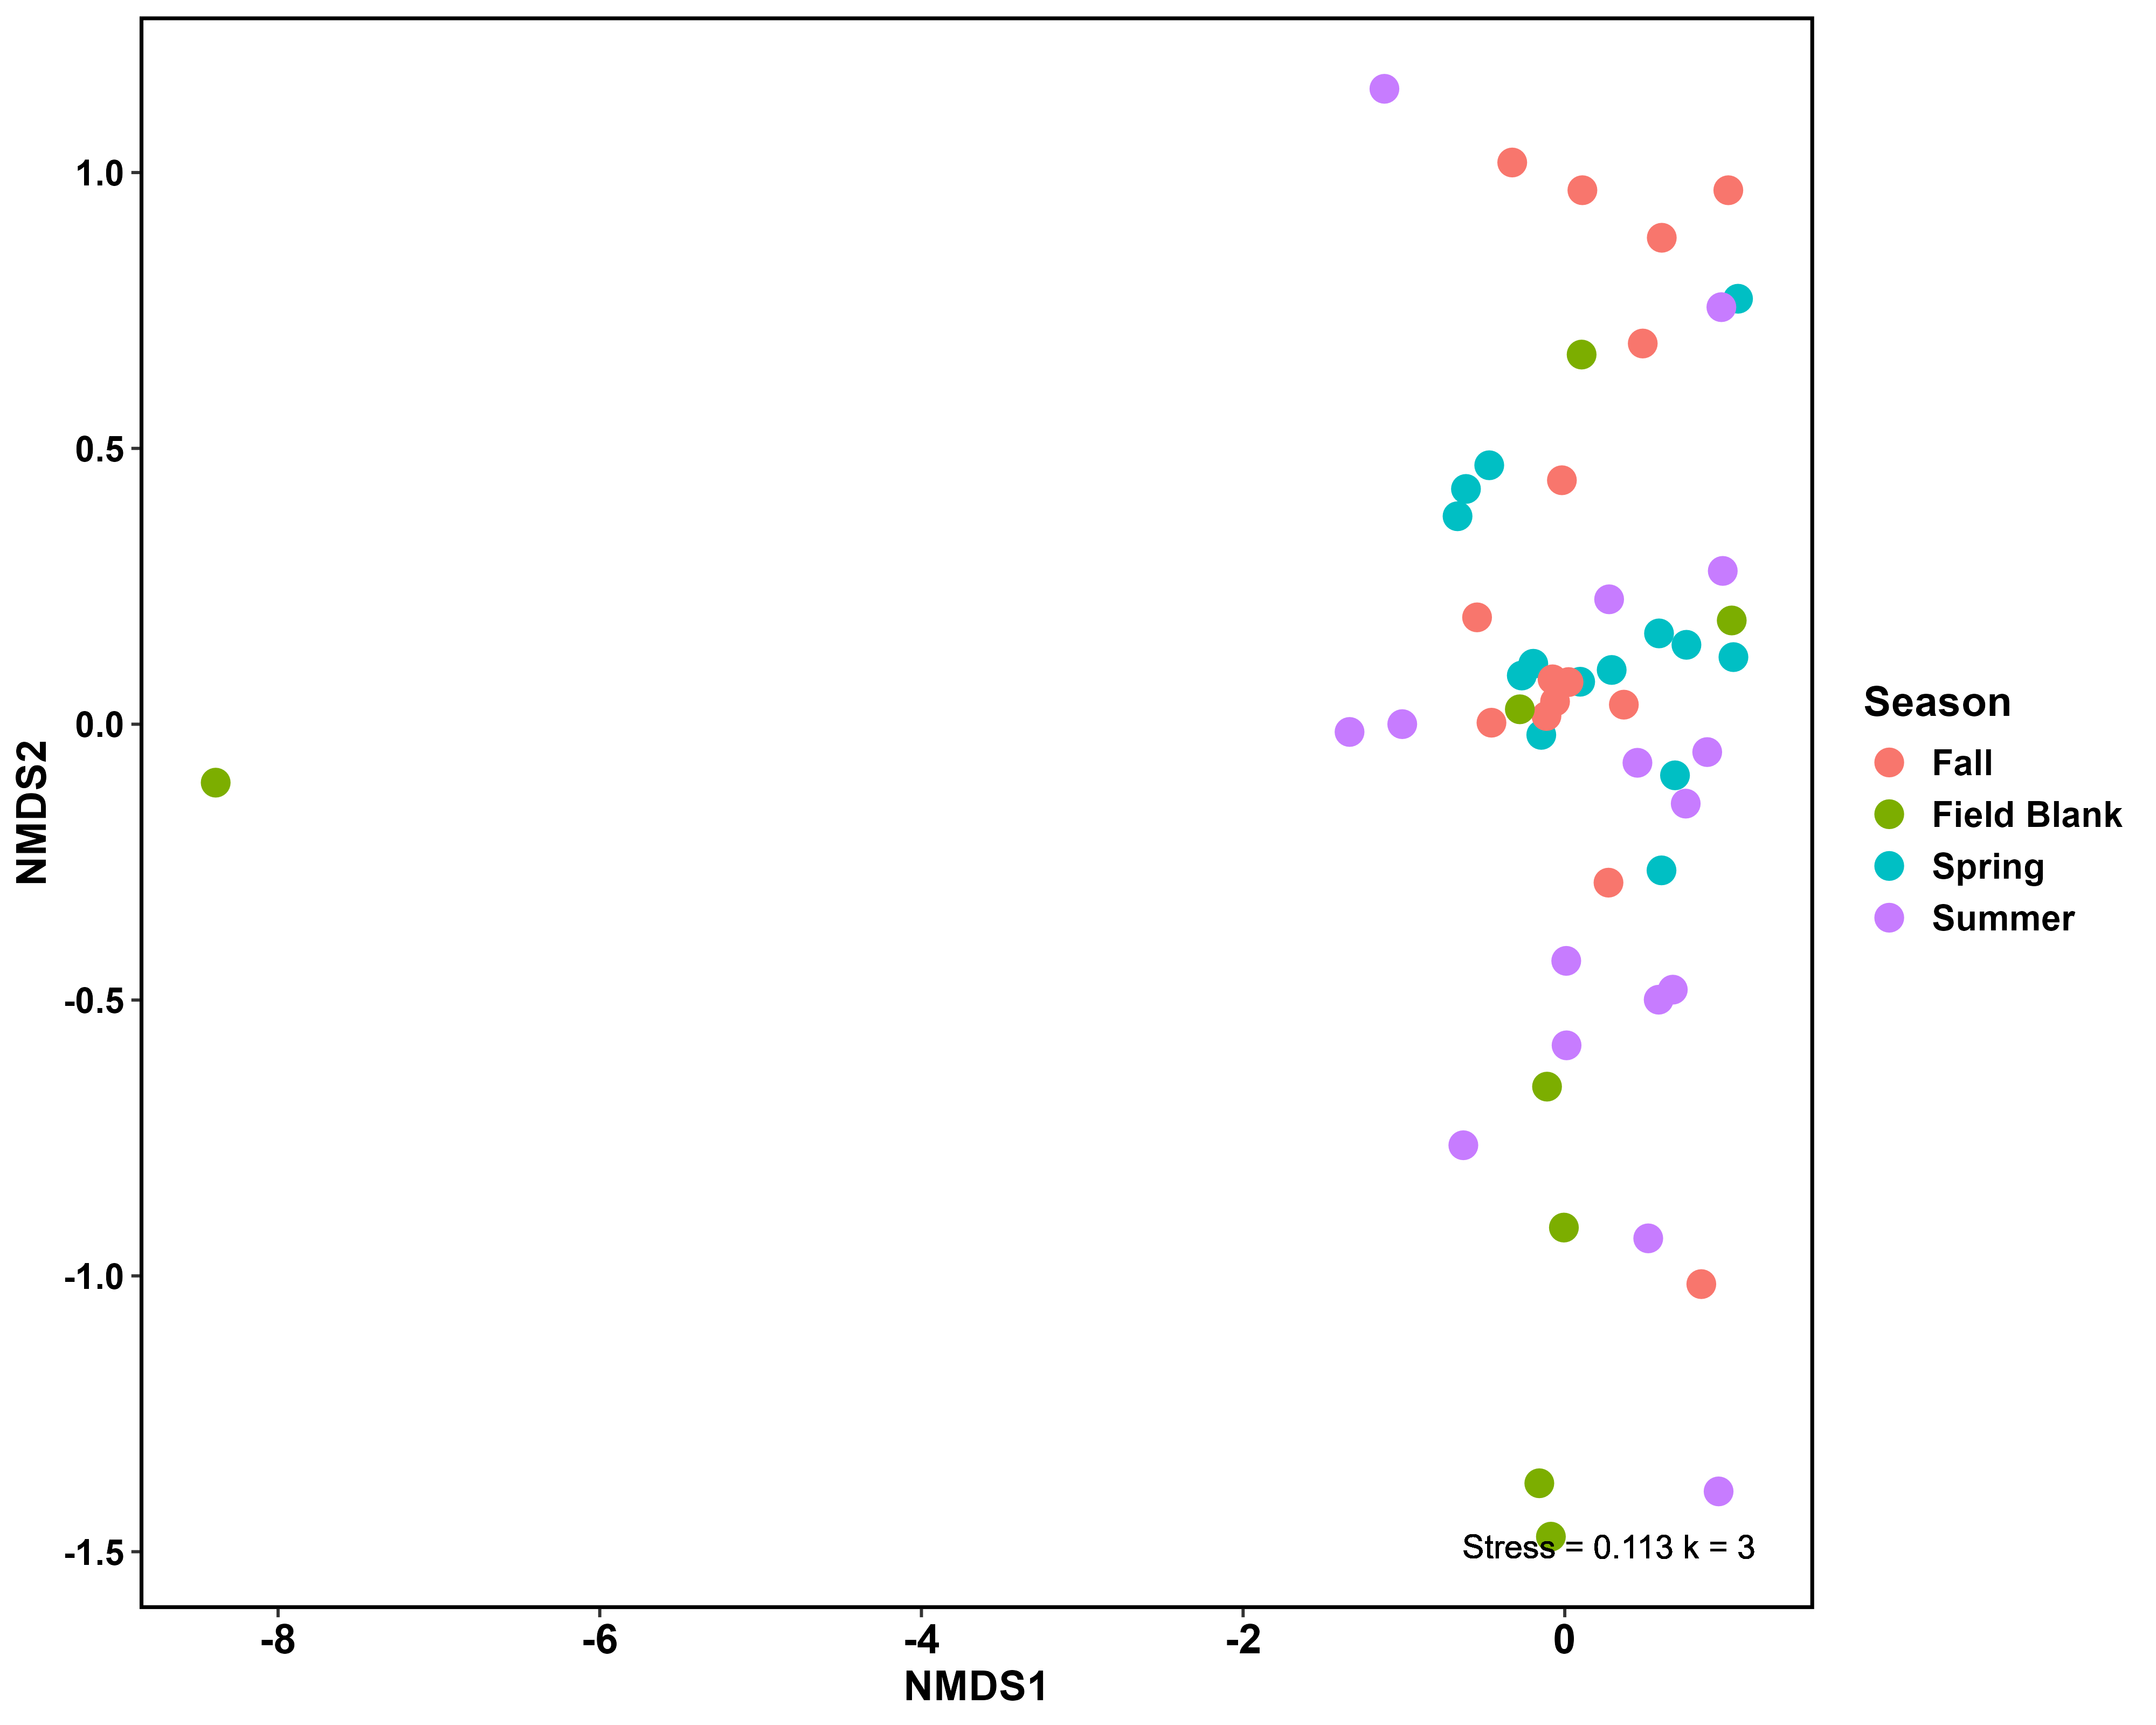 1.0
0.5
0.0
-0.5
-1.0
-1.5
NMDS2
-8
-6
-4
-2
0
NMDS1
Stress = 0.113 k = 3
Season
Fall
Field Blank
Spring
Summer